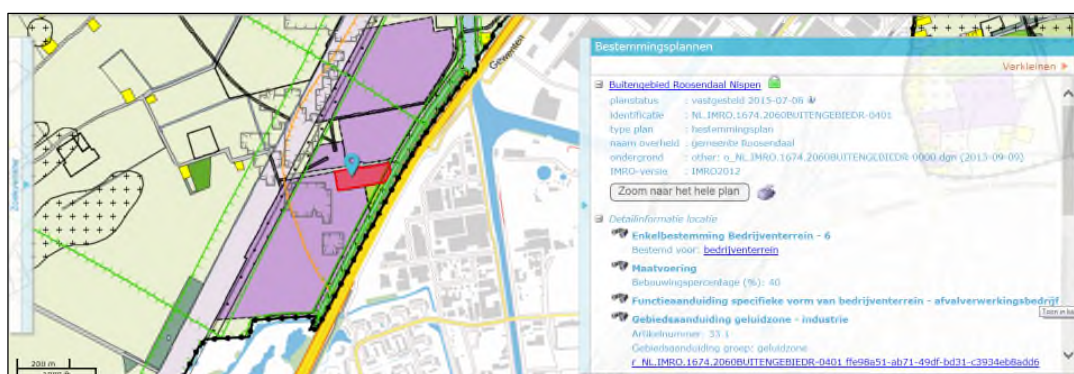 Gewenten
200 m
Bestemmingsplannen
Verkleinen
Buitengebied Roosendaal Nispen
planstatus : vastgesteld 2015-07-06
identificatie : NL.IMRO.1674.2060BUITENGEBIEDR-0401
type plan : bestemmingsplan
naam overheid : gemeente Roosendaal
ondergrond : other: o_NL.IMRO.1674.2060BUITENGEBIEDR-0000.dgn (2013-09-09)
IMRO-versie : IMRO2012
Zoom naar het hele plan
Detailinformatie locatie
Enkelbestemming Bedrijventerrein - 6
Bestemd voor: bedrijventerrein
Maatvoering
Bebouwingspercentage (%): 40
Functieaanduiding specifieke vorm van bedrijventerrein - afvalverwerkingsbedrijf
Toon in ka
Gebiedsaanduiding geluidzone - industrie
Artikelnummer: 33.1
Gebiedsaanduiding groep: geluidzone
r_NL.IMRO.1674.2060BUITENGEBIEDR-0401 ffe98a51-ab71-49df-bd31-c3934eb8add6